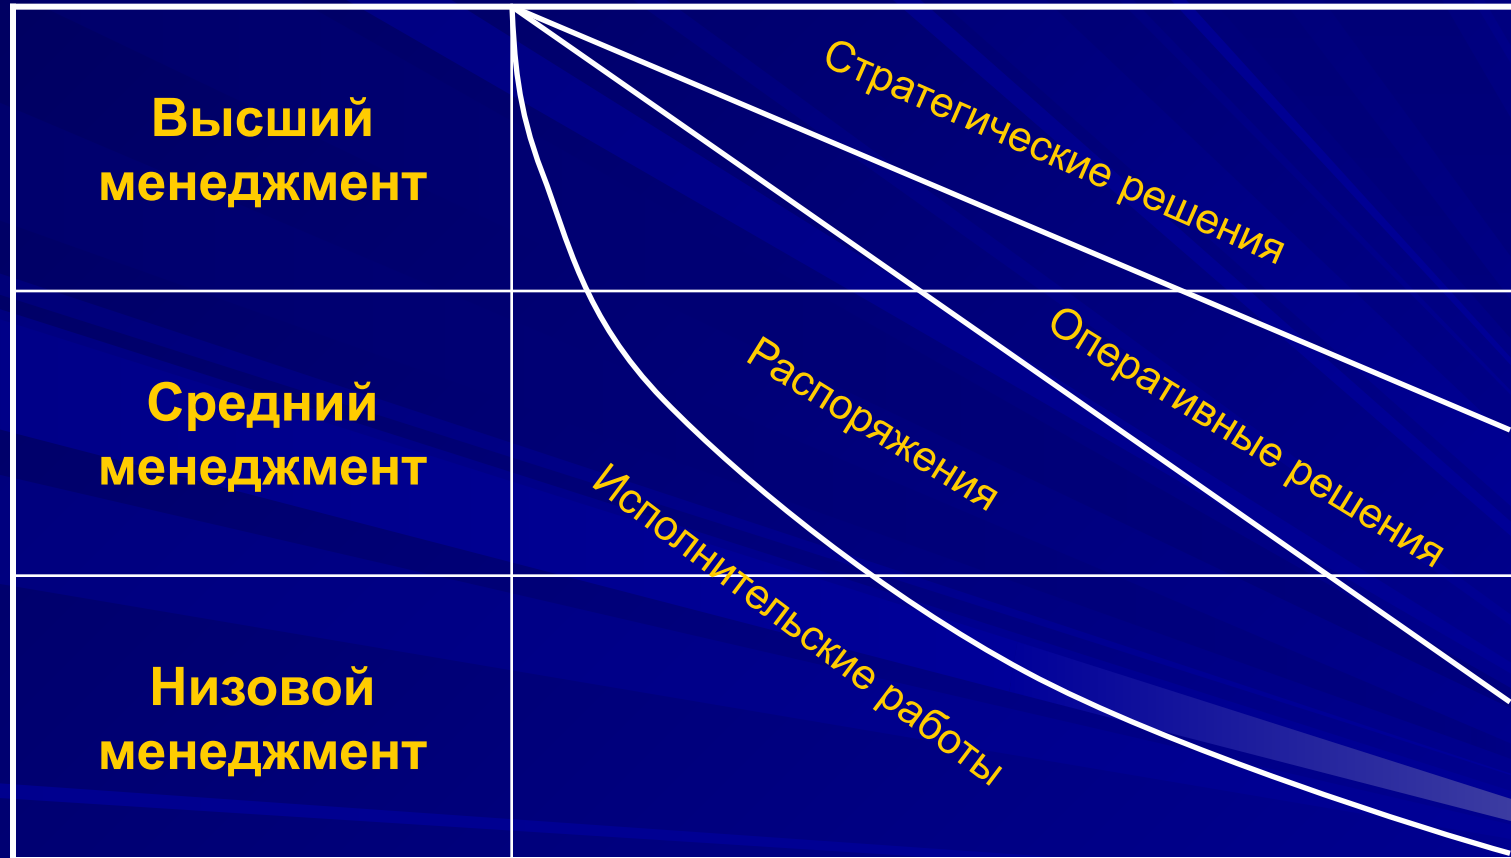 Высший
менеджмент
Стратегические решения
Средний
менеджмент
Оперативные решения
Распоряжения
Исполнительские работы
Низовой
менеджмент